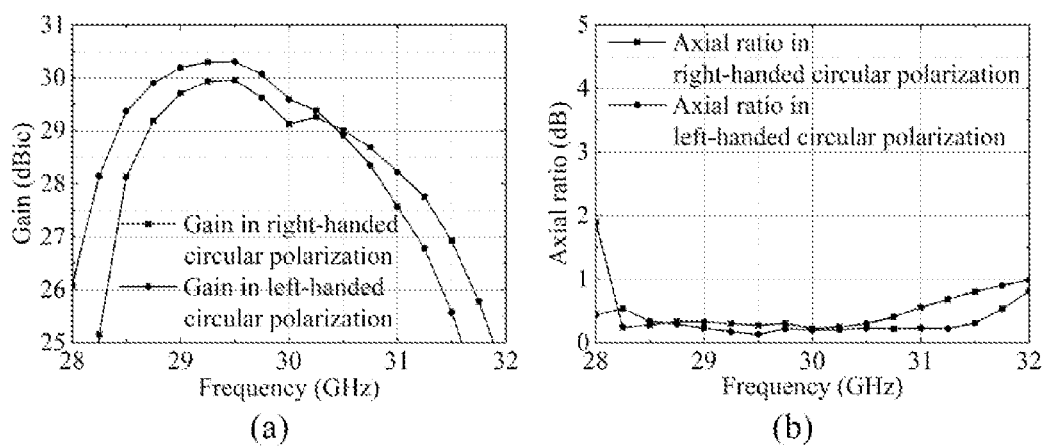 31
30
29
28
27
26
25
Gain (dBic)
Gain in right-handed
circular polarization
Gain in left-handed
circular polarization
28 29 30 31 32
Frequency (GHz)
(a)
5
4
3
2
1
0
Axial ratio (dB)
Axial ratio in
right-handed circular polarization
Axial ratio in
left-handed circular polarization
28 29 30 31 32
Frequency (GHz)
(b)